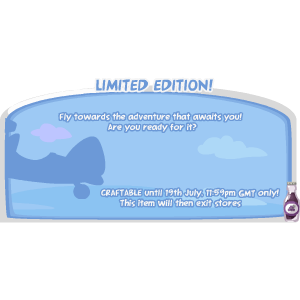 LIMITED EDITION!
Fly towards the adventure that awaits you!
Are you ready for it?
CRAFTABLE until 19th July, 11:59pm GMT only!
This item will then exit stores